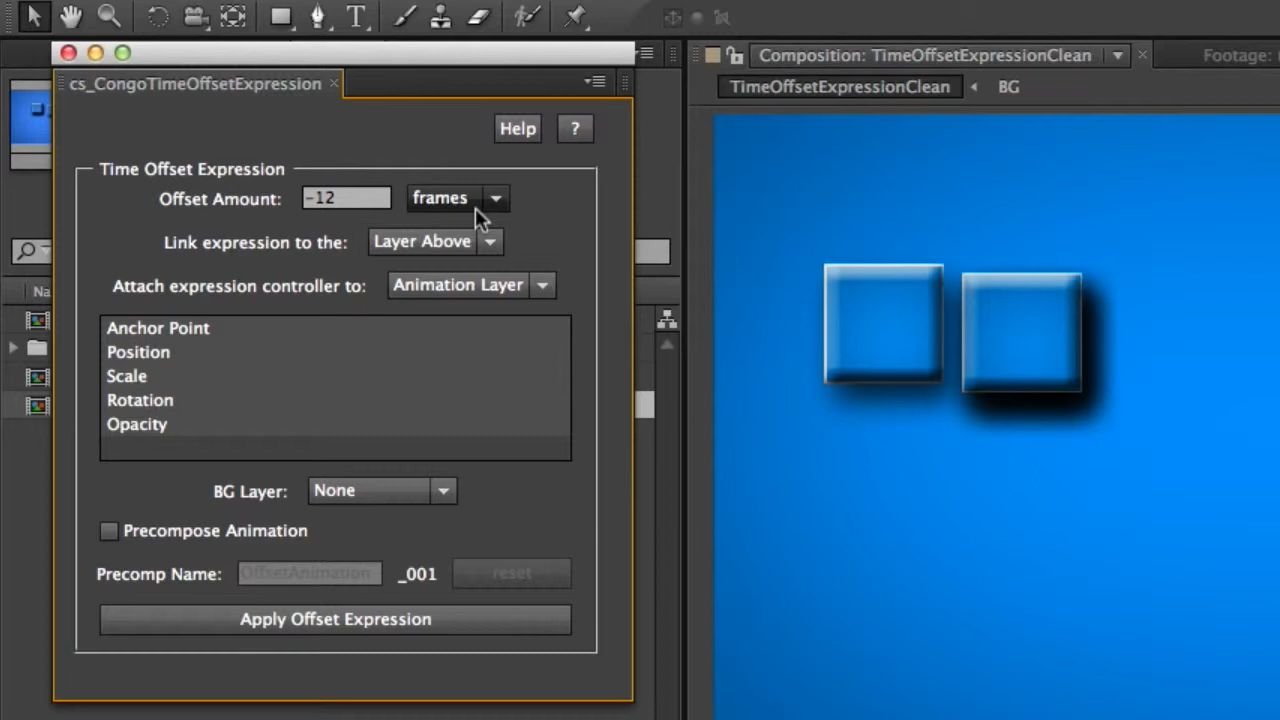 T
cs_CongoTimeOffsetExpression ×
Help ?
Time Offset Expression
Offset Amount: -12 frames
Link expression to the: Layer Above
Attach expression controller to: Animation Layer
Anchor Point
Position
Scale
Rotation
Opacity
BG Layer: None
Precompose Animation
Precomp Name: OffsetAnimation _001 reset
Apply Offset Expression
Na
Composition: TimeOffsetExpressionClean × Footage:
TimeOffsetExpressionClean BG